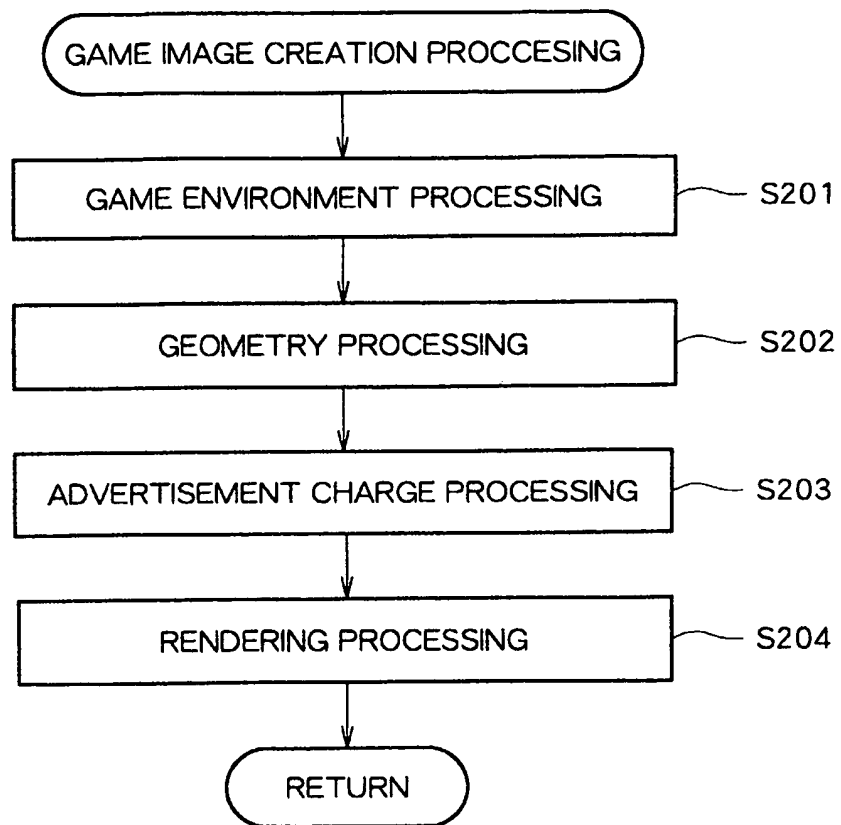 GAME IMAGE CREATION PROCCESING
GAME ENVIRONMENT PROCESSING
S201
GEOMETRY PROCESSING
S202
ADVERTISEMENT CHARGE PROCESSING
S203
RENDERING PROCESSING
S204
RETURN